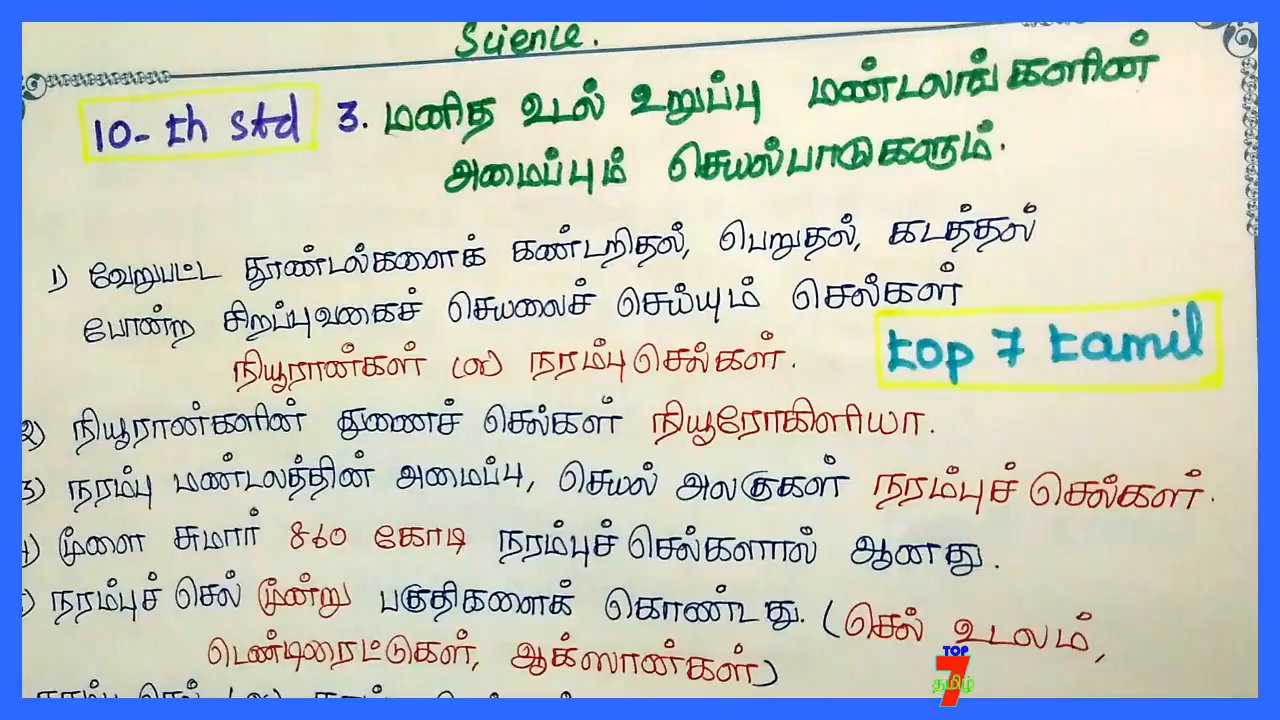 Science.
10-th std 3. மனித உடல் உறுப்பு மண்டலங்களின்
அமைப்பும் செயல்பாடுகளும்.
1) வேறுபட்ட தூண்டல்களைக் கண்டறிதல், பெறுதல், கடத்தல்
போன்ற சிறப்புவகைச் செயலைச் செய்யும் செல்கள்
நியூரான்கள் (அ) நரம்பு செல்கள்.
top 7 tamil
2) நியூரான்களின் துணைச் செல்கள் நியூரோகிளியா.
3) நரம்பு மண்டலத்தின் அமைப்பு, செயல் அலகுகள் நரம்புச் செல்கள்.
4) மூளை சுமார் 860 கோடி நரம்புச் செல்களால் ஆனது.
) நரம்புச் செல் மூன்று பகுதிகளைக் கொண்டது. (செல் உடலம்,
டெண்டிரைட்டுகள், ஆக்ஸான்கள்)
TOP
7
தமிழ்